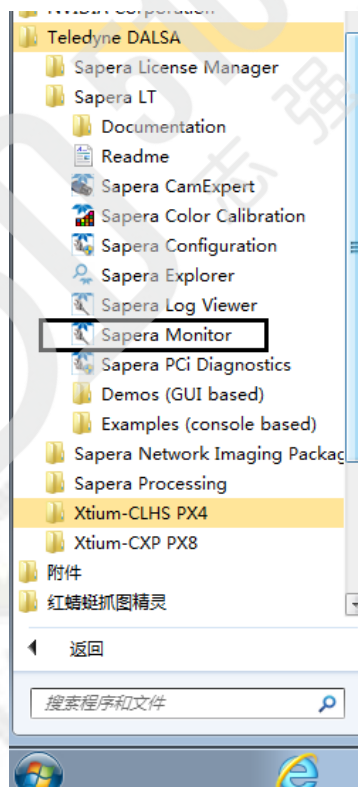 NVIDIA Corporation
Teledyne DALSA
Sapera License Manager
Sapera LT
Documentation
Readme
Sapera CamExpert
Sapera Color Calibration
Sapera Configuration
Sapera Explorer
Sapera Log Viewer
Sapera Monitor
Sapera PCi Diagnostics
Demos (GUI based)
Examples (console based)
Sapera Network Imaging Packag
Sapera Processing
Xtium-CLHS PX4
Xtium-CXP PX8
附件
红蜻蜓抓图精灵
返回
搜索程序和文件